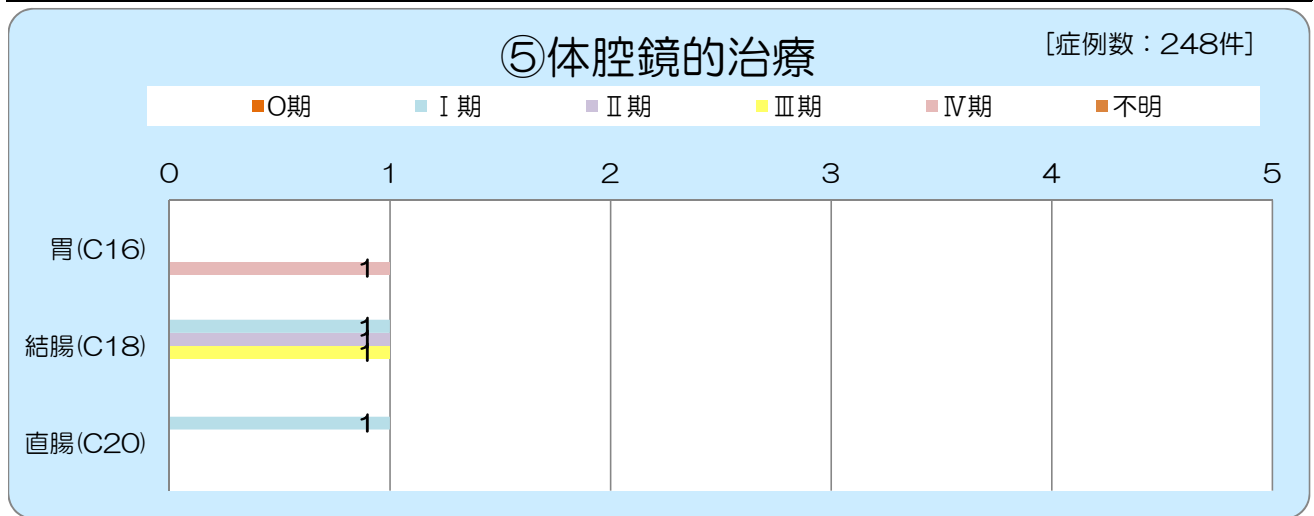 ⑤体腔鏡的治療
[症例数：248件]
0期 Ⅰ期 Ⅱ期 Ⅲ期 Ⅳ期 不明
0 1 2 3 4 5
胃(C16)
1
1
1
結腸(C18)
1
1
直腸(C20)